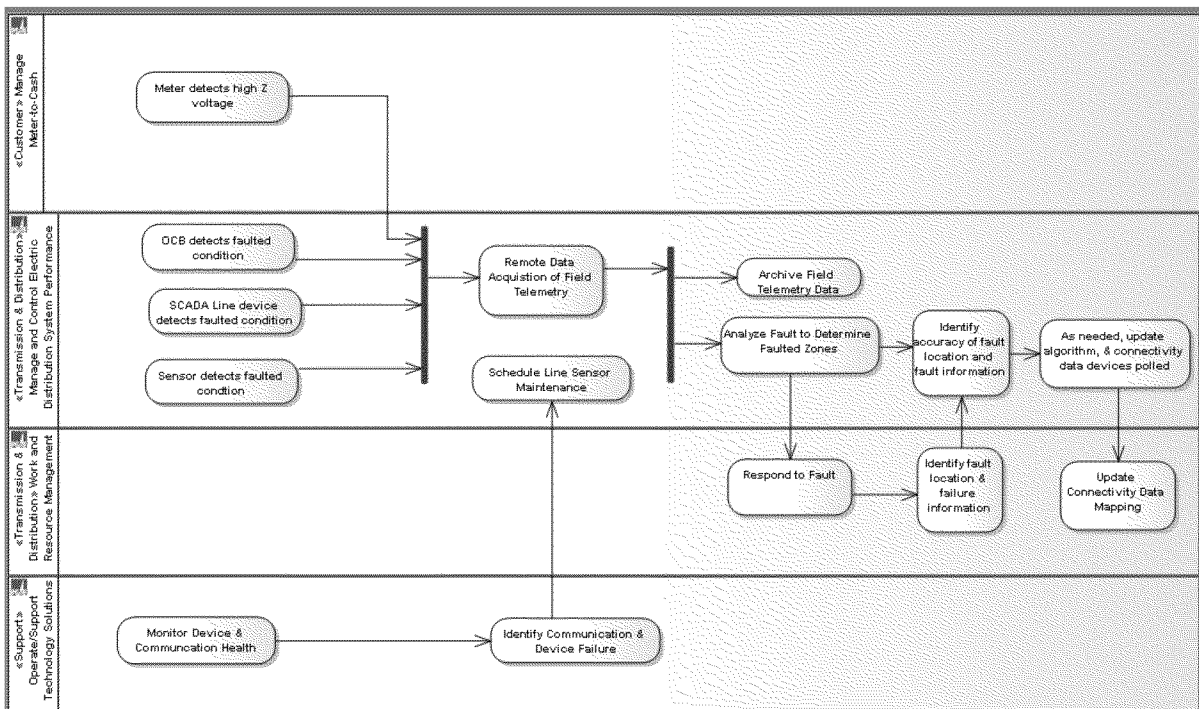 «Customer» Manage
Meter-to-Cash
Meter detects high Z
voltage
«Transmission & Distribution»
Manage and Control Electric
Distribution System Performance
OCB detects faulted
condition
SCADA Line device
detects faulted condition
Sensor detects faulted
condtion
Remote Data
Acquistion of Field
Telemetry
Schedule Line Sensor
Maintenance
Archive Field
Telemetry Data
Analyze Fault to Determine
Faulted Zones
Identify
accuracy of fault
location and
fault information
As needed, update
algorithm, & connectivity
data devices polled
«Transmission &
Distribution» Work and
Resource Management
Respond to Fault
Identify fault
location &
failure
information
Update
Connectivity Data
Mapping
«Support»
Operate/Support
Technology Solutions
Monitor Device &
Communcation Health
Identify Communication &
Device Failure